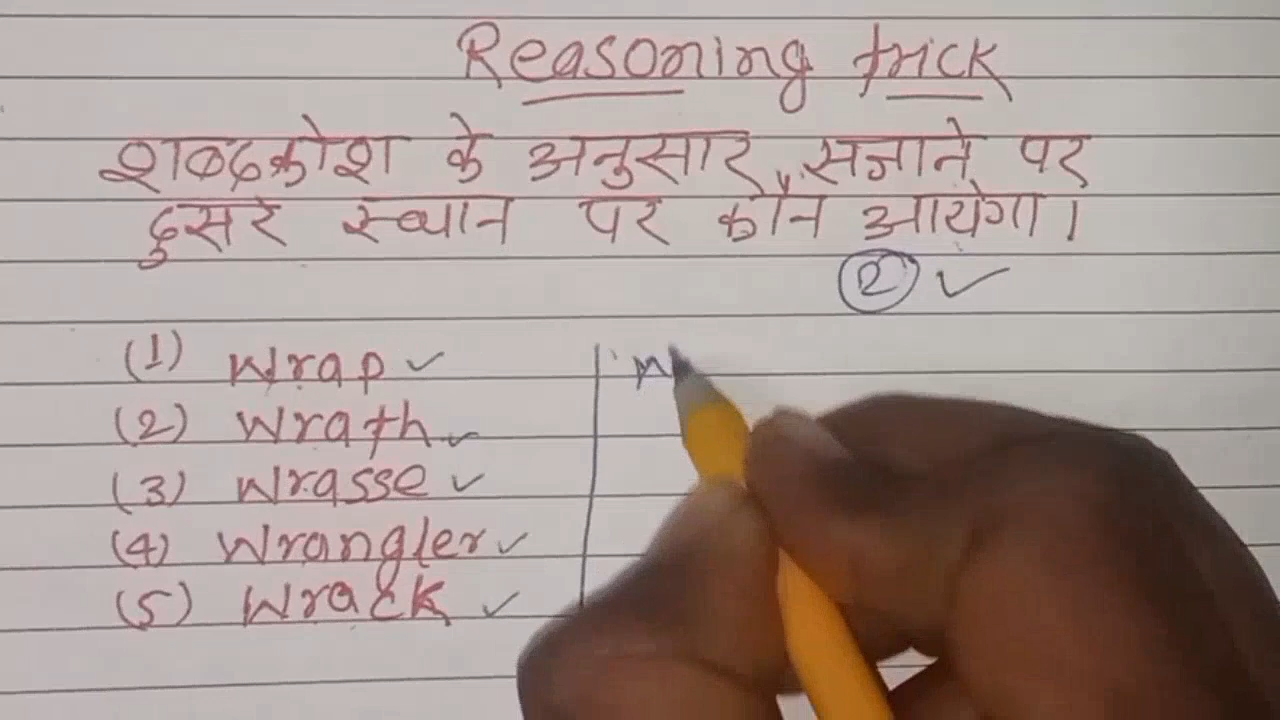 Reasoning trick
शब्दकोश के अनुसार, सजाने पर
दुसरे स्थान पर कौन आयेगा।
2 ✓
(1) Wrap ✓
(2) Wrath ✓
(3) Wrasse ✓
(4) Wrangler ✓
(5) Wrack ✓